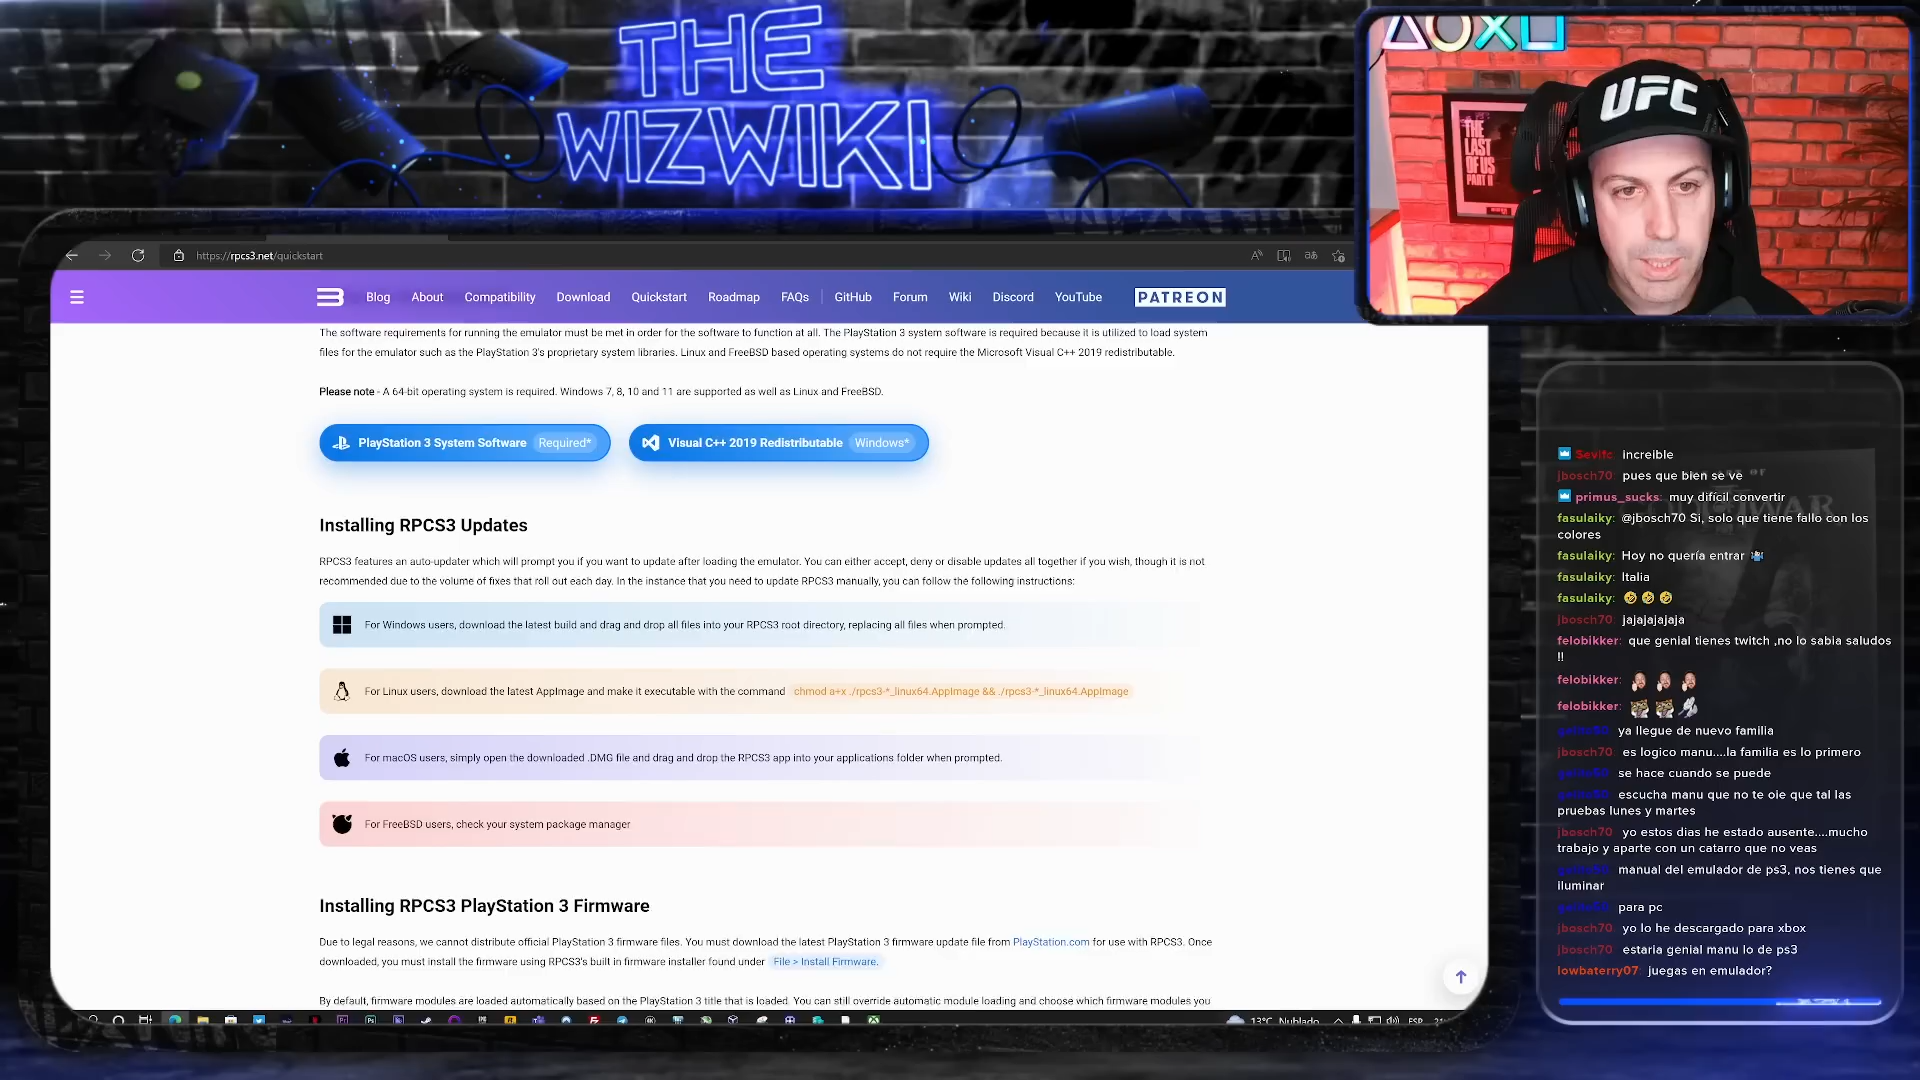 THE
WIZWIKI
UFC
THE
LAST
OF US
PART II
https://rpcs3.net/quickstart
Blog About Compatibility Download Quickstart Roadmap FAQs GitHub Forum Wiki Discord YouTube PATREON
The software requirements for running the emulator must be met in order for the software to function at all. The PlayStation 3 system software is required because it is utilized to load system
files for the emulator such as the PlayStation 3's proprietary system libraries. Linux and FreeBSD based operating systems do not require the Microsoft Visual C++ 2019 redistributable.
Please note - A 64-bit operating system is required. Windows 7, 8, 10 and 11 are supported as well as Linux and FreeBSD.
PlayStation 3 System Software Required*
Visual C++ 2019 Redistributable Windows*
Installing RPCS3 Updates
RPCS3 features an auto-updater which will prompt you if you want to update after loading the emulator. You can either accept, deny or disable updates all together if you wish, though it is not
recommended due to the volume of fixes that roll out each day. In the instance that you need to update RPCS3 manually, you can follow the following instructions:
For Windows users, download the latest build and drag and drop all files into your RPCS3 root directory, replacing all files when prompted.
For Linux users, download the latest AppImage and make it executable with the command chmod a+x ./rpcs3-*_linux64.AppImage && ./rpcs3-*_linux64.AppImage
For macOS users, simply open the downloaded .DMG file and drag and drop the RPCS3 app into your applications folder when prompted.
For FreeBSD users, check your system package manager
Installing RPCS3 PlayStation 3 Firmware
Due to legal reasons, we cannot distribute official PlayStation 3 firmware files. You must download the latest PlayStation 3 firmware update file from PlayStation.com for use with RPCS3. Once
downloaded, you must install the firmware using RPCS3's built in firmware installer found under File > Install Firmware.
By default, firmware modules are loaded automatically based on the PlayStation 3 title that is loaded. You can still override automatic module loading and choose which firmware modules you
13°C Nublado ESP
increible
jbosch70: pues que bien se ve
primus_sucks: muy difícil convertir
fasulaiky: @jbosch70 Si, solo que tiene fallo con los
colores
fasulaiky: Hoy no quería entrar
fasulaiky: Italia
fasulaiky: 🤣 🤣 🤣
jbosch70: jajajajajaja
felobikker: que genial tienes twitch ,no lo sabia saludos
!!
felobikker:
felobikker:
ya llegue de nuevo familia
jbosch70: es logico manu....la familia es lo primero
se hace cuando se puede
escucha manu que no te oie que tal las
pruebas lunes y martes
jbosch70: yo estos dias he estado ausente....mucho
trabajo y aparte con un catarro que no veas
manual del emulador de ps3, nos tienes que
iluminar
para pc
jbosch70: yo lo he descargado para xbox
jbosch70: estaria genial manu lo de ps3
lowbaterry07: juegas en emulador?